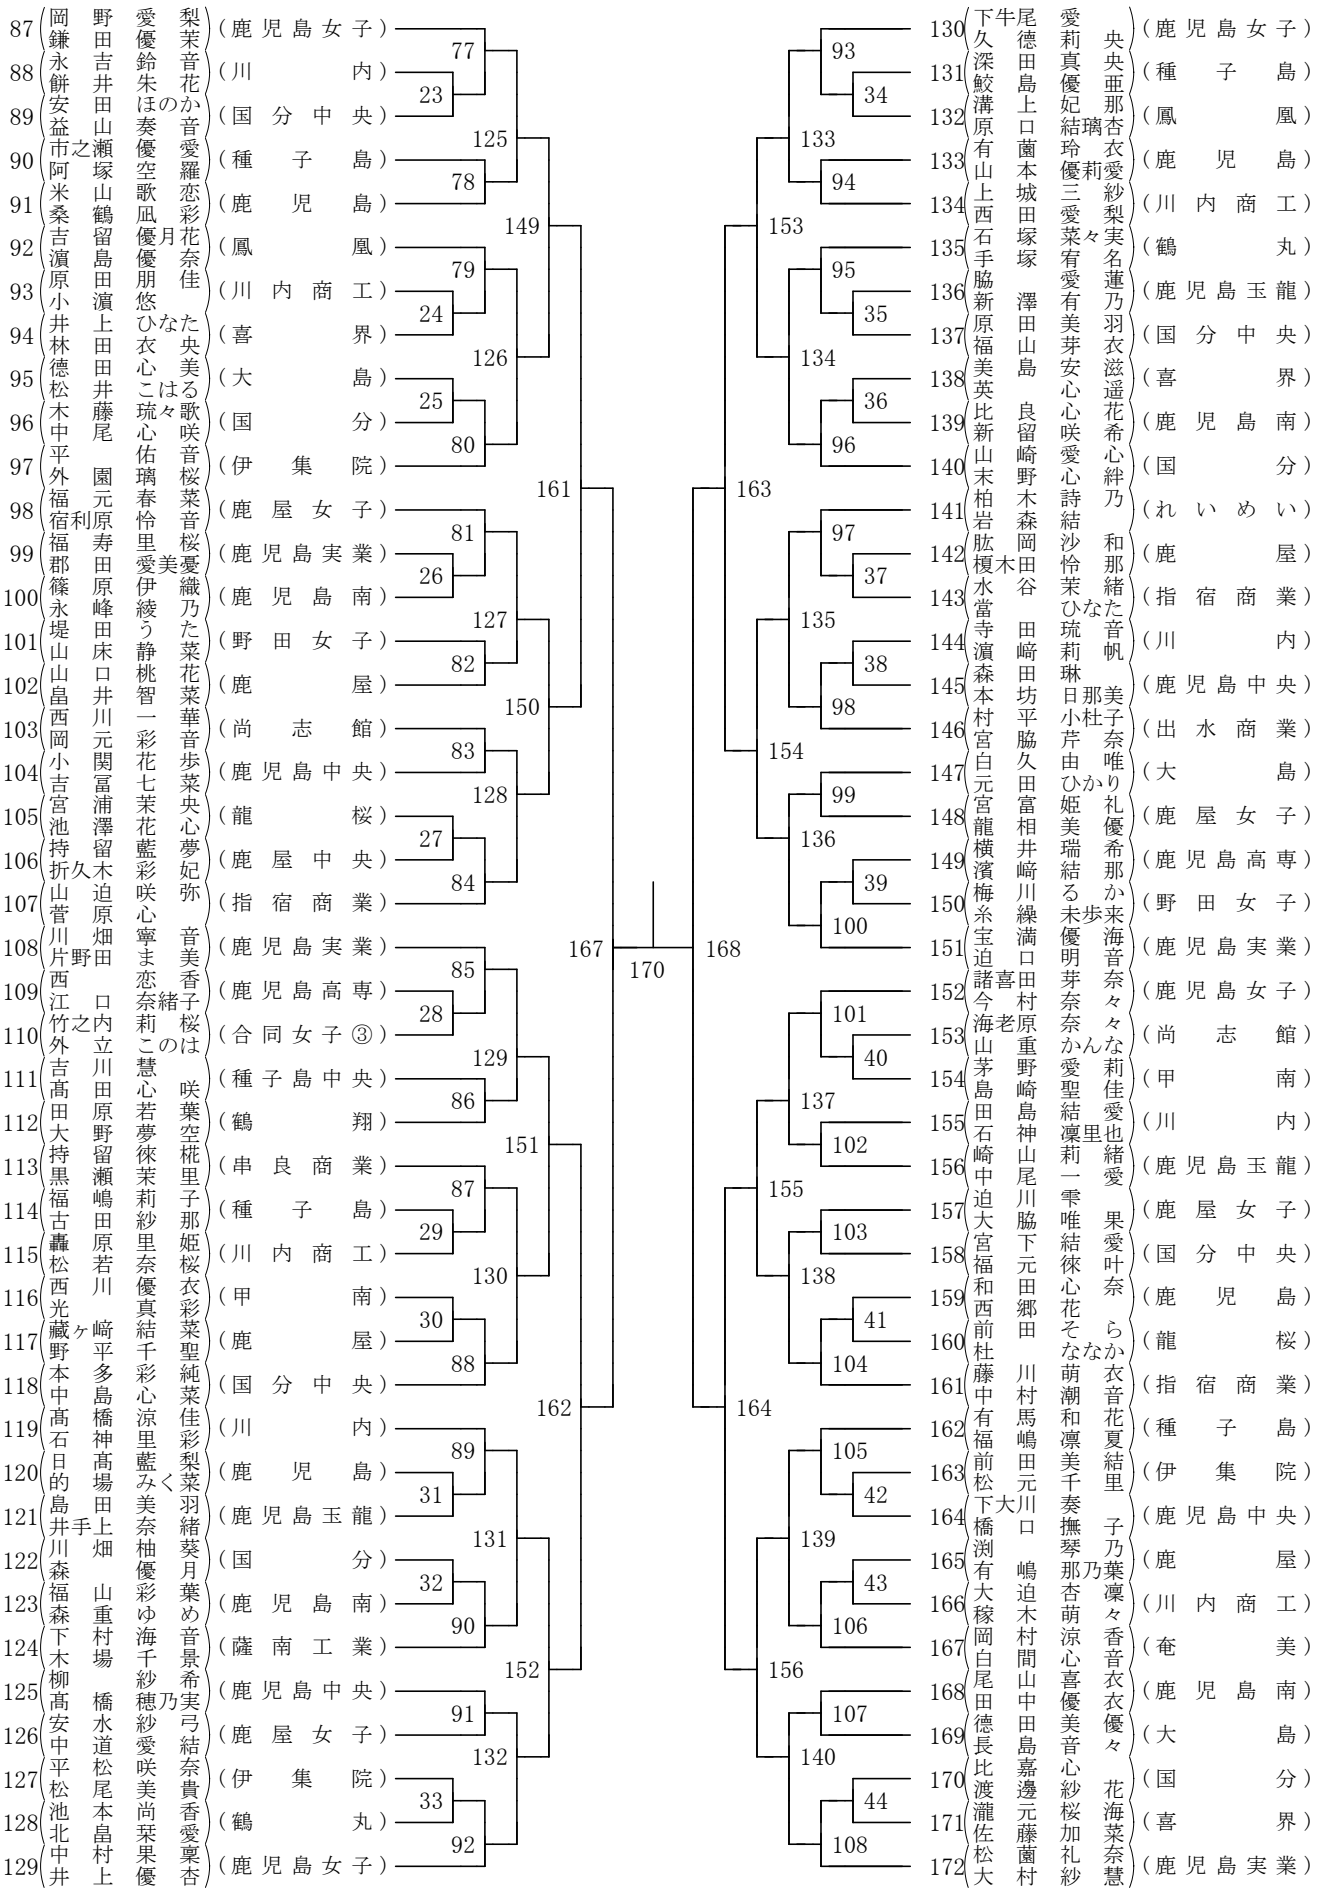 87 岡野愛梨 鎌田優茉 (鹿児島女子)
88 永吉鈴音 餅井朱花 (川内)
89 安田ほのか 益山奏音 (国分中央)
90 市之瀬優愛 阿塚空羅 (種子島)
91 米山歌恋 桑鶴凪彩 (鹿児島)
92 吉留優月花 濵島優奈 (鳳凰)
93 原田朋佳 小濵悠 (川内商工)
94 井上ひなた 林田衣央 (喜界)
95 德田心美 松井こはる (大島)
96 木藤琉々歌 中尾心咲 (国分)
97 平佑音 外園璃桜 (伊集院)
98 福元春菜 宿利原怜音 (鹿屋女子)
99 福寿里桜 郡田愛美憂 (鹿児島実業)
100 篠原伊織 永峰綾乃 (鹿児島南)
101 堤田うた 山床静菜 (野田女子)
102 山口桃花 畠井智菜 (鹿屋)
103 西川一華 岡元彩音 (尚志館)
104 小関花歩 吉冨七菜 (鹿児島中央)
105 宮浦茉央 池澤花心 (龍桜)
106 持留藍夢 折久木彩妃 (鹿屋中央)
107 山迫咲弥 菅原心 (指宿商業)
108 川畑寧音 片野田ま美 (鹿児島実業)
109 西恋香 江口奈緒子 (鹿児島高専)
110 竹之内莉桜 外立このは (合同女子③)
111 吉川慧 髙田心咲 (種子島中央)
112 田原若葉 大野夢空 (鶴翔)
113 持留徠椛 黒瀬茉里 (串良商業)
114 福嶋莉子 古田紗那 (種子島)
115 轟原里姫 松若奈桜 (川内商工)
116 西川優衣 光真彩 (甲南)
117 藏ヶ﨑結菜 野平千聖 (鹿屋)
118 本多彩純 中島心菜 (国分中央)
119 髙橋涼佳 石神里彩 (川内)
120 日髙藍梨 的場みく菜 (鹿児島)
121 島田美羽 井手上奈緒 (鹿児島玉龍)
122 川畑柚葵 森優月 (国分)
123 福山彩葉 森重ゆめ (鹿児島南)
124 下村海音 木場千景 (薩南工業)
125 柳紗希 髙橋穂乃実 (鹿児島中央)
126 安水紗弓 中道愛結 (鹿屋女子)
127 平松咲奈 松尾美貴 (伊集院)
128 池本尚香 北畠栞愛 (鶴丸)
129 中村果稟 井上優杏 (鹿児島女子)
77
23
125
78
149
79
24
126
25
80
161
81
26
127
82
150
83
128
27
84
167
85
28
129
86
151
87
29
130
30
88
162
89
31
131
32
90
152
91
132
33
92
170
168
93
34
133
94
153
95
35
134
36
96
163
97
37
135
38
98
154
99
136
39
100
101
40
137
102
155
103
138
41
104
164
105
42
139
43
106
156
107
140
44
108
130 下牛尾愛 久德莉央 (鹿児島女子)
131 深田真央 鮫島優亜 (種子島)
132 溝上妃那 原口結璃杏 (鳳凰)
133 有薗玲衣 山本優莉愛 (鹿児島)
134 上城三紗 西田愛梨 (川内商工)
135 石塚菜々実 手塚有名 (鶴丸)
136 脇愛蓮 新澤有乃 (鹿児島玉龍)
137 原田美羽 福山芽衣 (国分中央)
138 美島安滋 英心遥 (喜界)
139 比良心花 新留咲希 (鹿児島南)
140 山崎愛心 末野心絆 (国分)
141 柏木詩乃 岩森結 (れいめい)
142 肱岡沙和 榎木田怜那 (鹿屋)
143 水谷茉緒 當ひなた (指宿商業)
144 寺田琉音 濵﨑莉帆 (川内)
145 森田琳 本坊日那美 (鹿児島中央)
146 村平小杜子 宮脇芹奈 (出水商業)
147 白久由唯 元田ひかり (大島)
148 宮富姫礼 龍相美優 (鹿屋女子)
149 横井瑞希 濱﨑結那 (鹿児島高専)
150 梅川るか 糸繰未歩来 (野田女子)
151 宝満優海 迫口明音 (鹿児島実業)
152 諸喜田芽奈 今村奈々 (鹿児島女子)
153 海老原奈々 山重かんな (尚志館)
154 茅野愛莉 島崎聖佳 (甲南)
155 田島結愛 石神凜里也 (川内)
156 崎山莉緒 中尾一愛 (鹿児島玉龍)
157 迫川雫 大脇唯果 (鹿屋女子)
158 宮下結愛 福元徠叶 (国分中央)
159 和田心奈 西郷花 (鹿児島)
160 前田そら 杜ななか (龍桜)
161 藤川萌衣 中村潮音 (指宿商業)
162 有馬和花 福嶋凛夏 (種子島)
163 前田美結 松元千里 (伊集院)
164 下大川奏 橋口撫子 (鹿児島中央)
165 渕琴乃 有嶋那乃葉 (鹿屋)
166 大迫杏凜 稼木萌々 (川内商工)
167 岡村涼香 白間心音 (奄美)
168 尾山喜衣 田中優衣 (鹿児島南)
169 德田美優 長島音々 (大島)
170 比嘉心 渡邊紗花 (国分)
171 瀧元桜海 佐藤加菜 (喜界)
172 松薗礼奈 大村紗慧 (鹿児島実業)